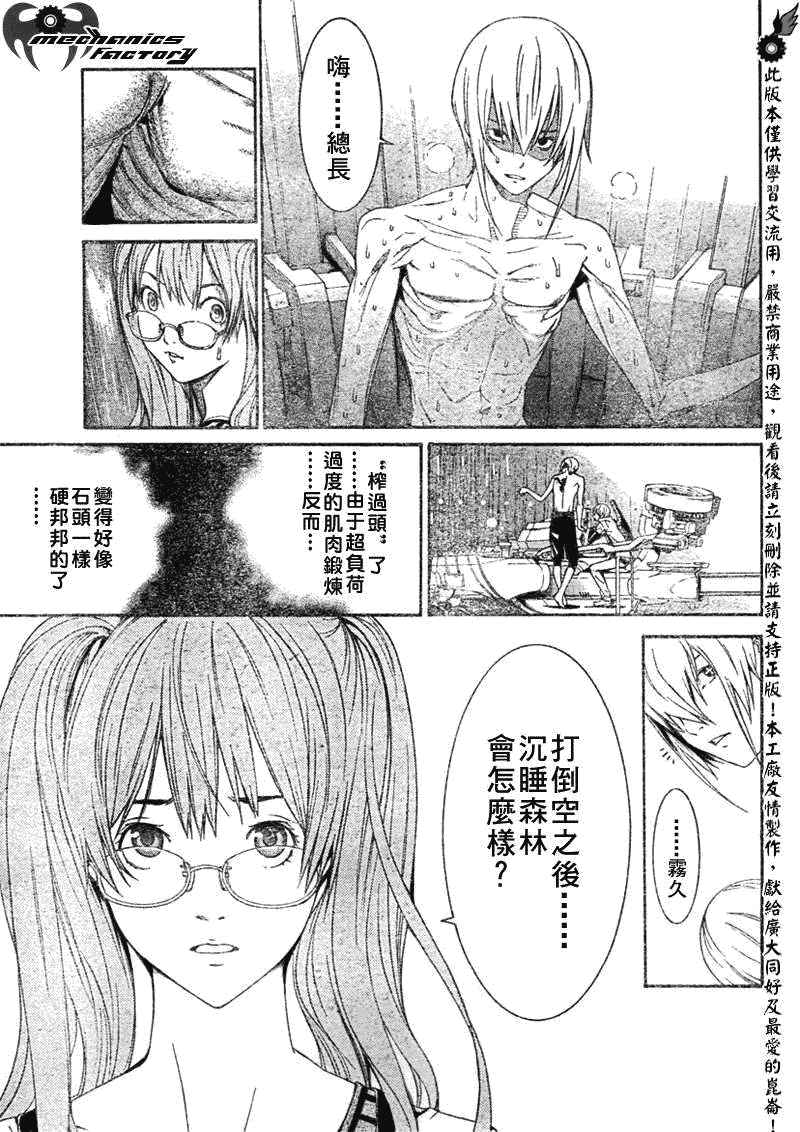 mechanics
factory
嗨……總長
“榨過頭”了
……由于超負荷
過度的肌肉鍛煉
……反而…
變得好像
石頭一樣
硬邦邦的了
……
……霧久
打倒空之後……
沉睡森林
會怎麼樣？
此版本僅供學習交流用，嚴禁商業用途，觀看後請立刻刪除並請支持正版！本工廠友情製作，獻給廣大同好及最愛的崑崙！